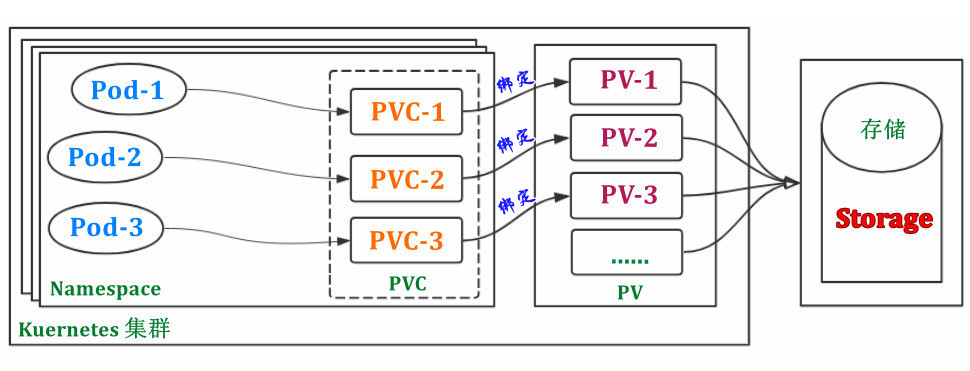 Pod-1
Pod-2
Pod-3
Namespace
PVC-1
PVC-2
PVC-3
PVC
绑定
绑定
绑定
PV-1
PV-2
PV-3
......
PV
存储
Storage
Kuernetes 集群